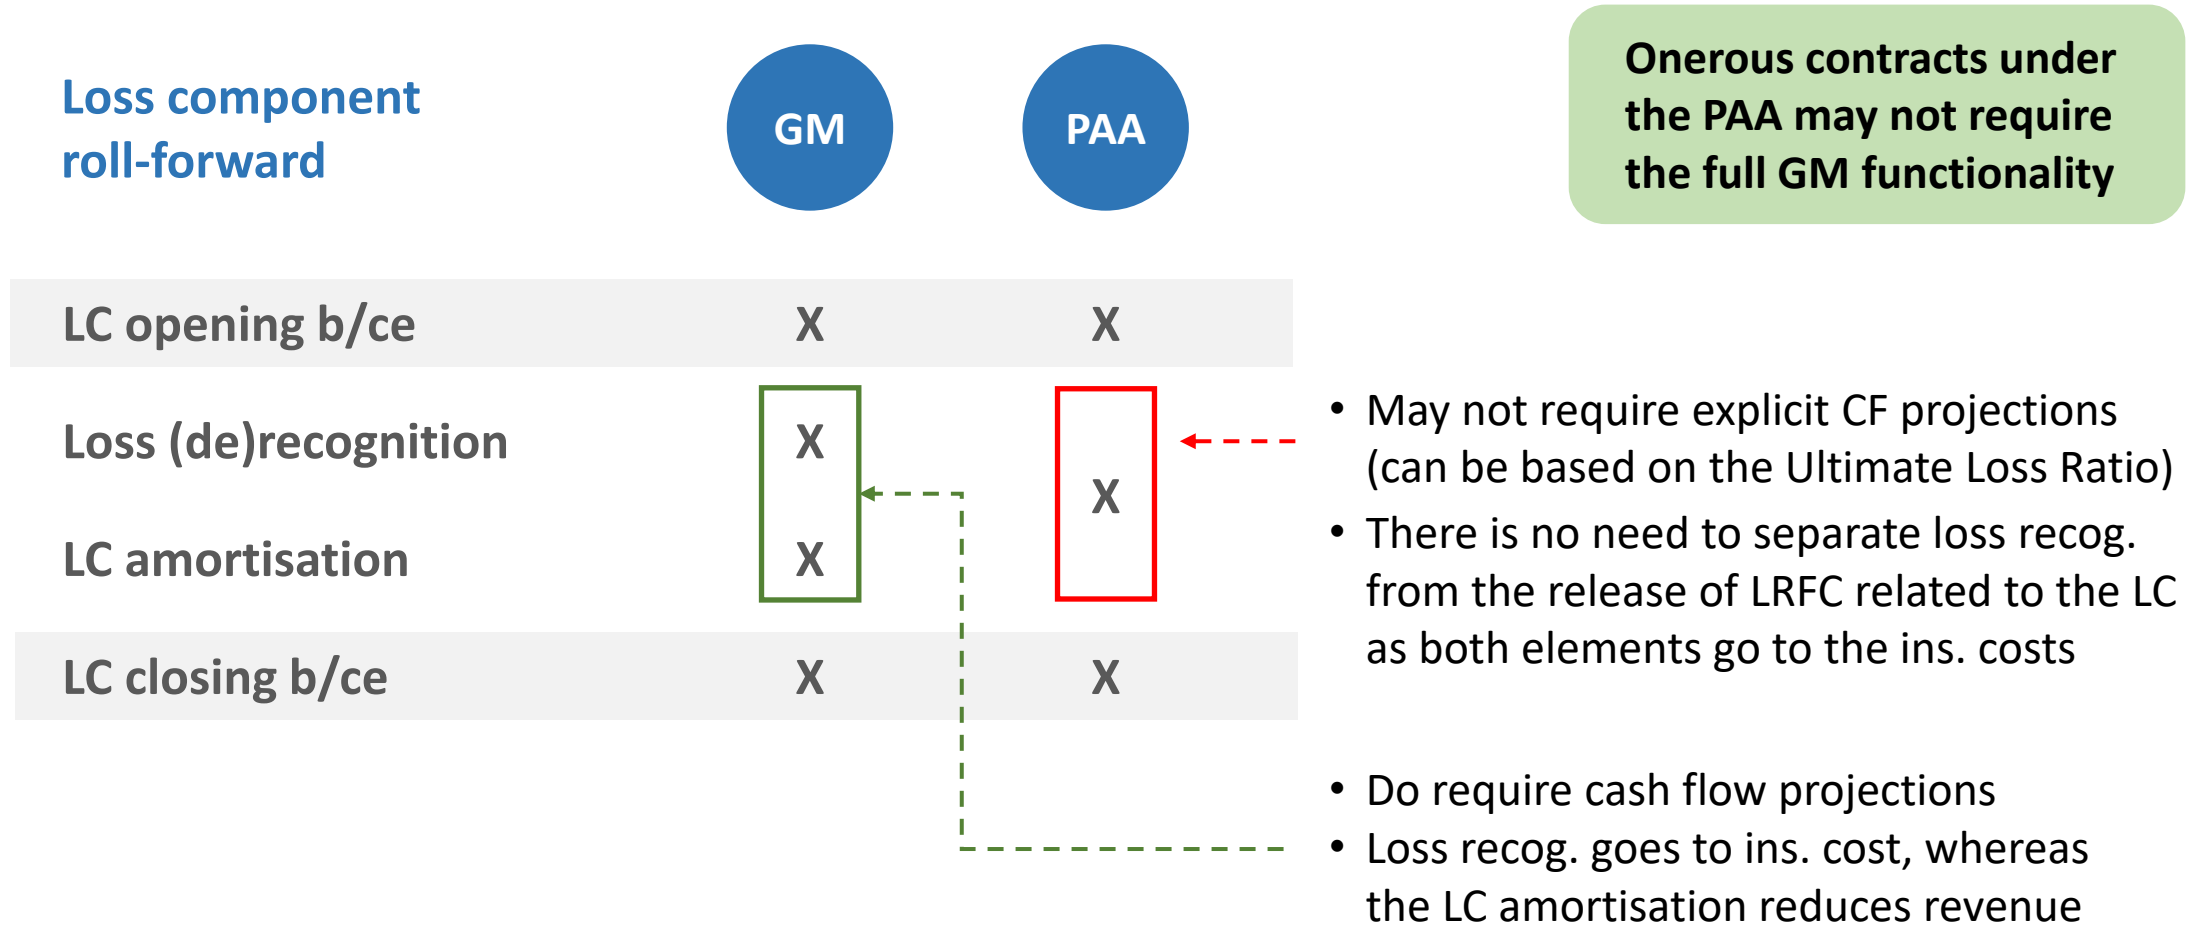 Loss component
roll-forward
GM
PAA
Onerous contracts under
the PAA may not require
the full GM functionality
LC opening b/ce X X
Loss (de)recognition X
X
LC amortisation X
LC closing b/ce X X
• May not require explicit CF projections
(can be based on the Ultimate Loss Ratio)
• There is no need to separate loss recog.
from the release of LRFC related to the LC
as both elements go to the ins. costs
• Do require cash flow projections
• Loss recog. goes to ins. cost, whereas
the LC amortisation reduces revenue